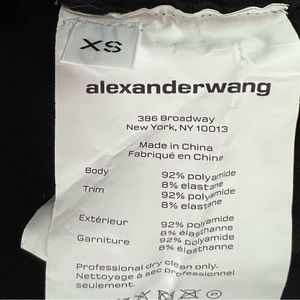 XS
alexanderwang
386 Broadway
New York, NY 10013
Made in China
Fabriqué en Chine
Body 92% polyamide
8% elastane
Trim 92% polyamide
8% elastane
Extérieur 92% polyamide
8% élasthanne
Garniture 92% polyamide
8% élasthanne
Professional dry clean only.
Nettoyage à sec professionnel
seulement.